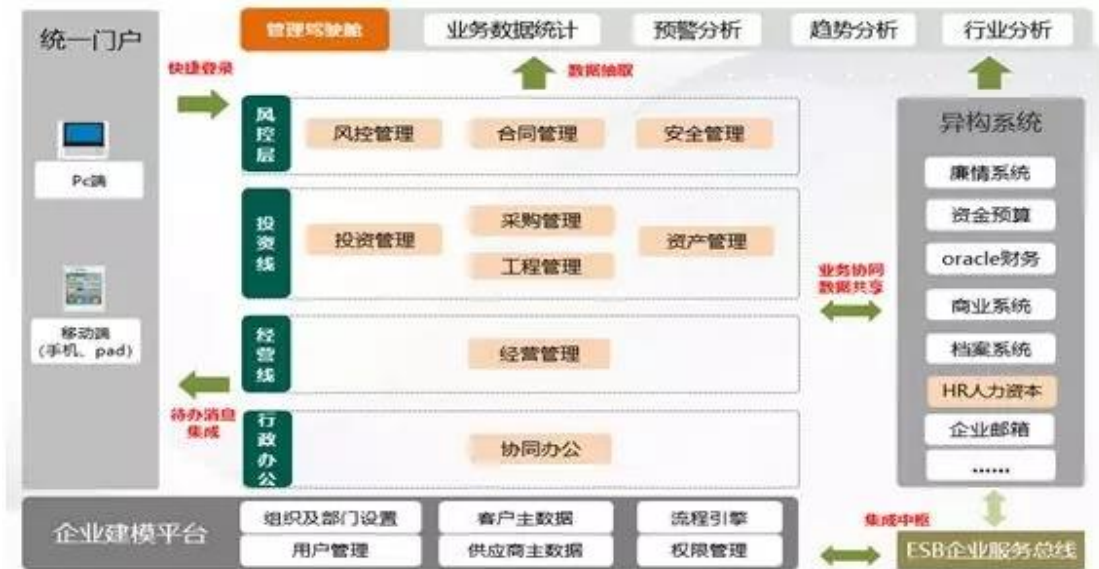 统一门户
管理驾驶舱
业务数据统计
预警分析
趋势分析
行业分析
快捷登录
数据抽取
Pc端
移动端
(手机、pad)
待办消息
集成
风控层
风控管理
合同管理
安全管理
投资线
投资管理
采购管理
工程管理
资产管理
经营线
经营管理
行政办公
协同办公
业务协同
数据共享
异构系统
廉情系统
资金预算
oracle财务
商业系统
档案系统
HR人力资本
企业邮箱
......
企业建模平台
组织及部门设置
客户主数据
流程引擎
用户管理
供应商主数据
权限管理
集成中枢
ESB企业服务总线